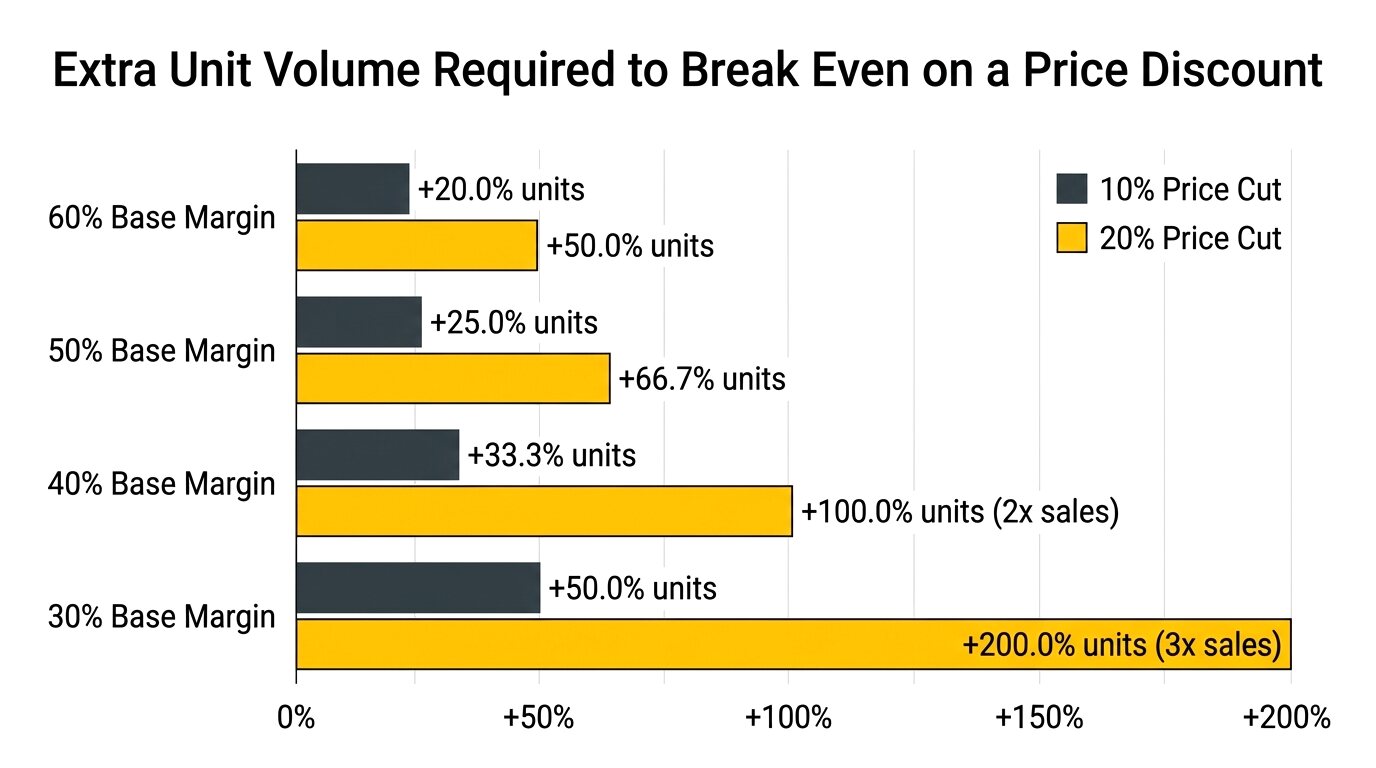 Extra Unit Volume Required to Break Even on a Price Discount
10% Price Cut
20% Price Cut
60% Base Margin
+20.0% units
+50.0% units
50% Base Margin
+25.0% units
+66.7% units
40% Base Margin
+33.3% units
+100.0% units (2x sales)
30% Base Margin
+50.0% units
+200.0% units (3x sales)
0%
+50%
+100%
+150%
+200%